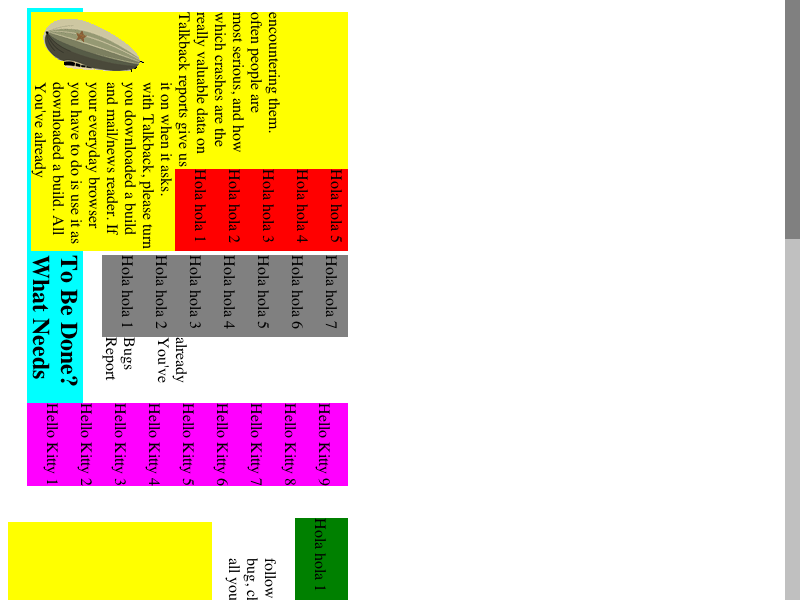 You've already
downloaded a build. All
you have to do is use it as
your everyday browser
and mail/news reader. If
you downloaded a build
with Talkback, please turn
it on when it asks.
Talkback reports give us
really valuable data on
which crashes are the
most serious, and how
often people are
encountering them.
Hola hola 1
Hola hola 2
Hola hola 3
Hola hola 4
Hola hola 5
What Needs
To Be Done?
Hola hola 1
Hola hola 2
Hola hola 3
Hola hola 4
Hola hola 5
Hola hola 6
Hola hola 7
Report
Bugs
You've
already
Hello Kitty 1
Hello Kitty 2
Hello Kitty 3
Hello Kitty 4
Hello Kitty 5
Hello Kitty 6
Hello Kitty 7
Hello Kitty 8
Hello Kitty 9
Hola hola 1
all you
bug,
follow